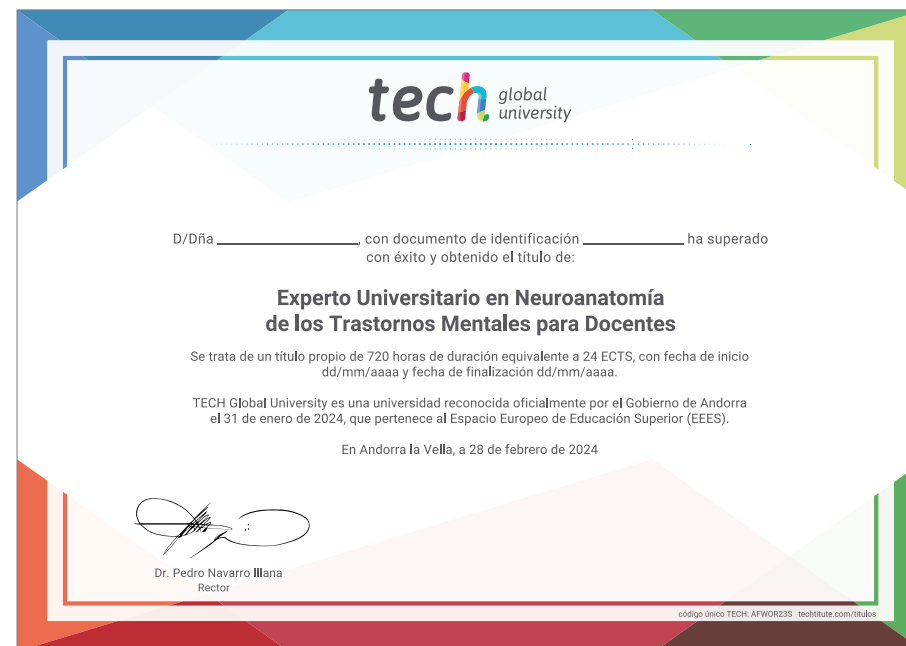 tech global university
D/Dña ____________________, con documento de identificación ______________ ha superado
con éxito y obtenido el título de:
Experto Universitario en Neuroanatomía
de los Trastornos Mentales para Docentes
Se trata de un título propio de 720 horas de duración equivalente a 24 ECTS, con fecha de inicio
dd/mm/aaaa y fecha de finalización dd/mm/aaaa.
TECH Global University es una universidad reconocida oficialmente por el Gobierno de Andorra
el 31 de enero de 2024, que pertenece al Espacio Europeo de Educación Superior (EEES).
En Andorra la Vella, a 28 de febrero de 2024
Dr. Pedro Navarro Illana
Rector
código único TECH: AFWOR23S techtitute.com/titulos